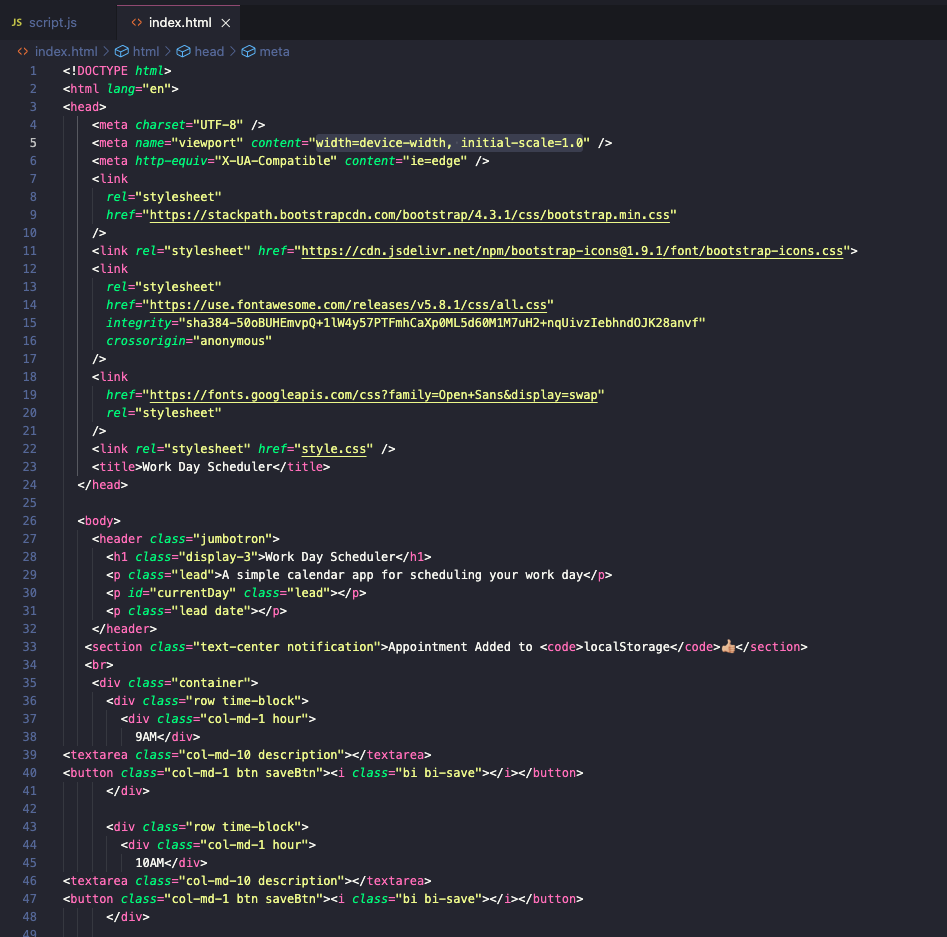 JS script.js <> index.html ×
<> index.html > html > head > meta
1 <!DOCTYPE html>
2 <html lang="en">
3 <head>
4 <meta charset="UTF-8" />
5 <meta name="viewport" content="width=device-width, initial-scale=1.0" />
6 <meta http-equiv="X-UA-Compatible" content="ie=edge" />
7 <link
8 rel="stylesheet"
9 href="https://stackpath.bootstrapcdn.com/bootstrap/4.3.1/css/bootstrap.min.css"
10 />
11 <link rel="stylesheet" href="https://cdn.jsdelivr.net/npm/bootstrap-icons@1.9.1/font/bootstrap-icons.css">
12 <link
13 rel="stylesheet"
14 href="https://use.fontawesome.com/releases/v5.8.1/css/all.css"
15 integrity="sha384-50oBUHEmvpQ+1lW4y57PTFmhCaXp0ML5d60M1M7uH2+nqUivzIebhndOJK28anvf"
16 crossorigin="anonymous"
17 />
18 <link
19 href="https://fonts.googleapis.com/css?family=Open+Sans&display=swap"
20 rel="stylesheet"
21 />
22 <link rel="stylesheet" href="style.css" />
23 <title>Work Day Scheduler</title>
24 </head>
25
26 <body>
27 <header class="jumbotron">
28 <h1 class="display-3">Work Day Scheduler</h1>
29 <p class="lead">A simple calendar app for scheduling your work day</p>
30 <p id="currentDay" class="lead"></p>
31 <p class="lead date"></p>
32 </header>
33 <section class="text-center notification">Appointment Added to <code>localStorage</code>👍🏼</section>
34 <br>
35 <div class="container">
36 <div class="row time-block">
37 <div class="col-md-1 hour">
38 9AM</div>
39 <textarea class="col-md-10 description"></textarea>
40 <button class="col-md-1 btn saveBtn"><i class="bi bi-save"></i></button>
41 </div>
42
43 <div class="row time-block">
44 <div class="col-md-1 hour">
45 10AM</div>
46 <textarea class="col-md-10 description"></textarea>
47 <button class="col-md-1 btn saveBtn"><i class="bi bi-save"></i></button>
48 </div>
49